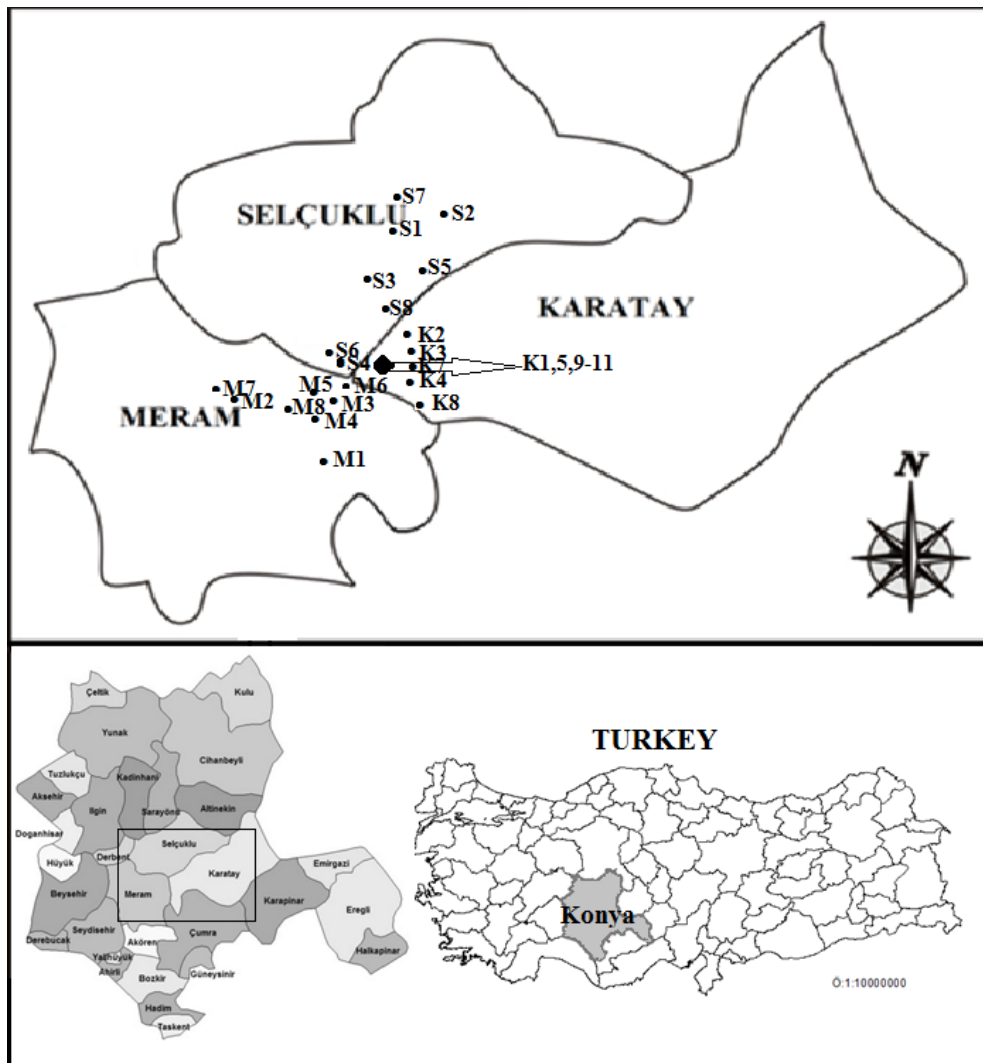 S7
SELÇUKLU
S2
S1
S5
S3
KARATAY
S8
K2
S6
K3
S4
K7
K1,5,9-11
K4
M6
M5
M7
M2
M3
K8
M8
MERAM
M4
M1
N
Çeltik
Kulu
Yunak
Cihanbeyli
Tuzlukçu
Kadinhani
Aksehir
Ilgin
Sarayönü
Altinekin
Doganhisar
Selçuklu
Derbent
Hüyük
Emirgazi
Karatay
Beysehir
Meram
Karapinar
Eregli
Seydisehir
Çumra
Derebucak
Akören
Halkapinar
Yalihüyük
Ahirli
Bozkir
Güneysinir
Hadim
Taskent
TURKEY
Konya
Ö:1:10000000